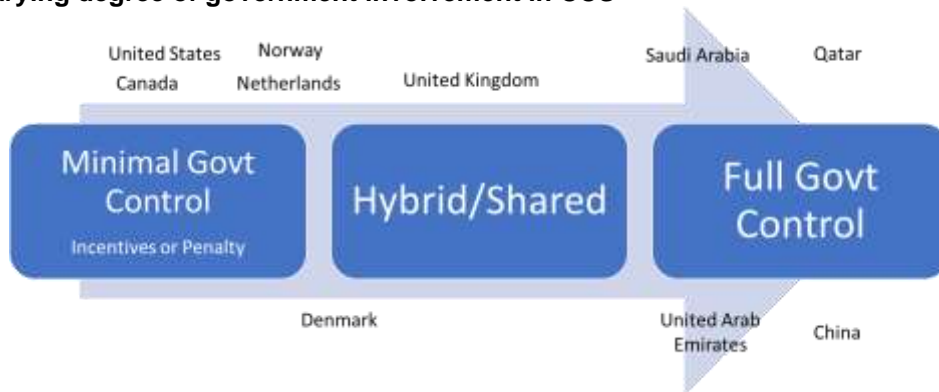 arying degree of government involvement in CCS
United States
Norway
Saudi Arabia
Qatar
Canada
Netherlands
United Kingdom
Minimal Govt
Control
Incentives or Penalty
Hybrid/Shared
Full Govt
Control
Denmark
United Arab
Emirates
China